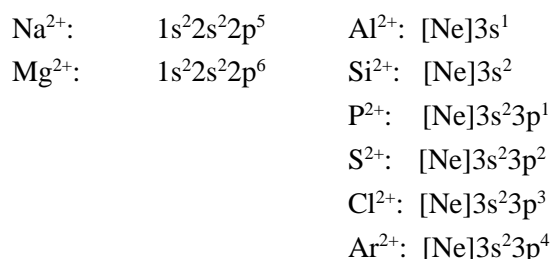 Na²⁺: 1s²2s²2p⁵ Al²⁺: [Ne]3s¹
Mg²⁺: 1s²2s²2p⁶ Si²⁺: [Ne]3s²
P²⁺: [Ne]3s²3p¹
S²⁺: [Ne]3s²3p²
Cl²⁺: [Ne]3s²3p³
Ar²⁺: [Ne]3s²3p⁴